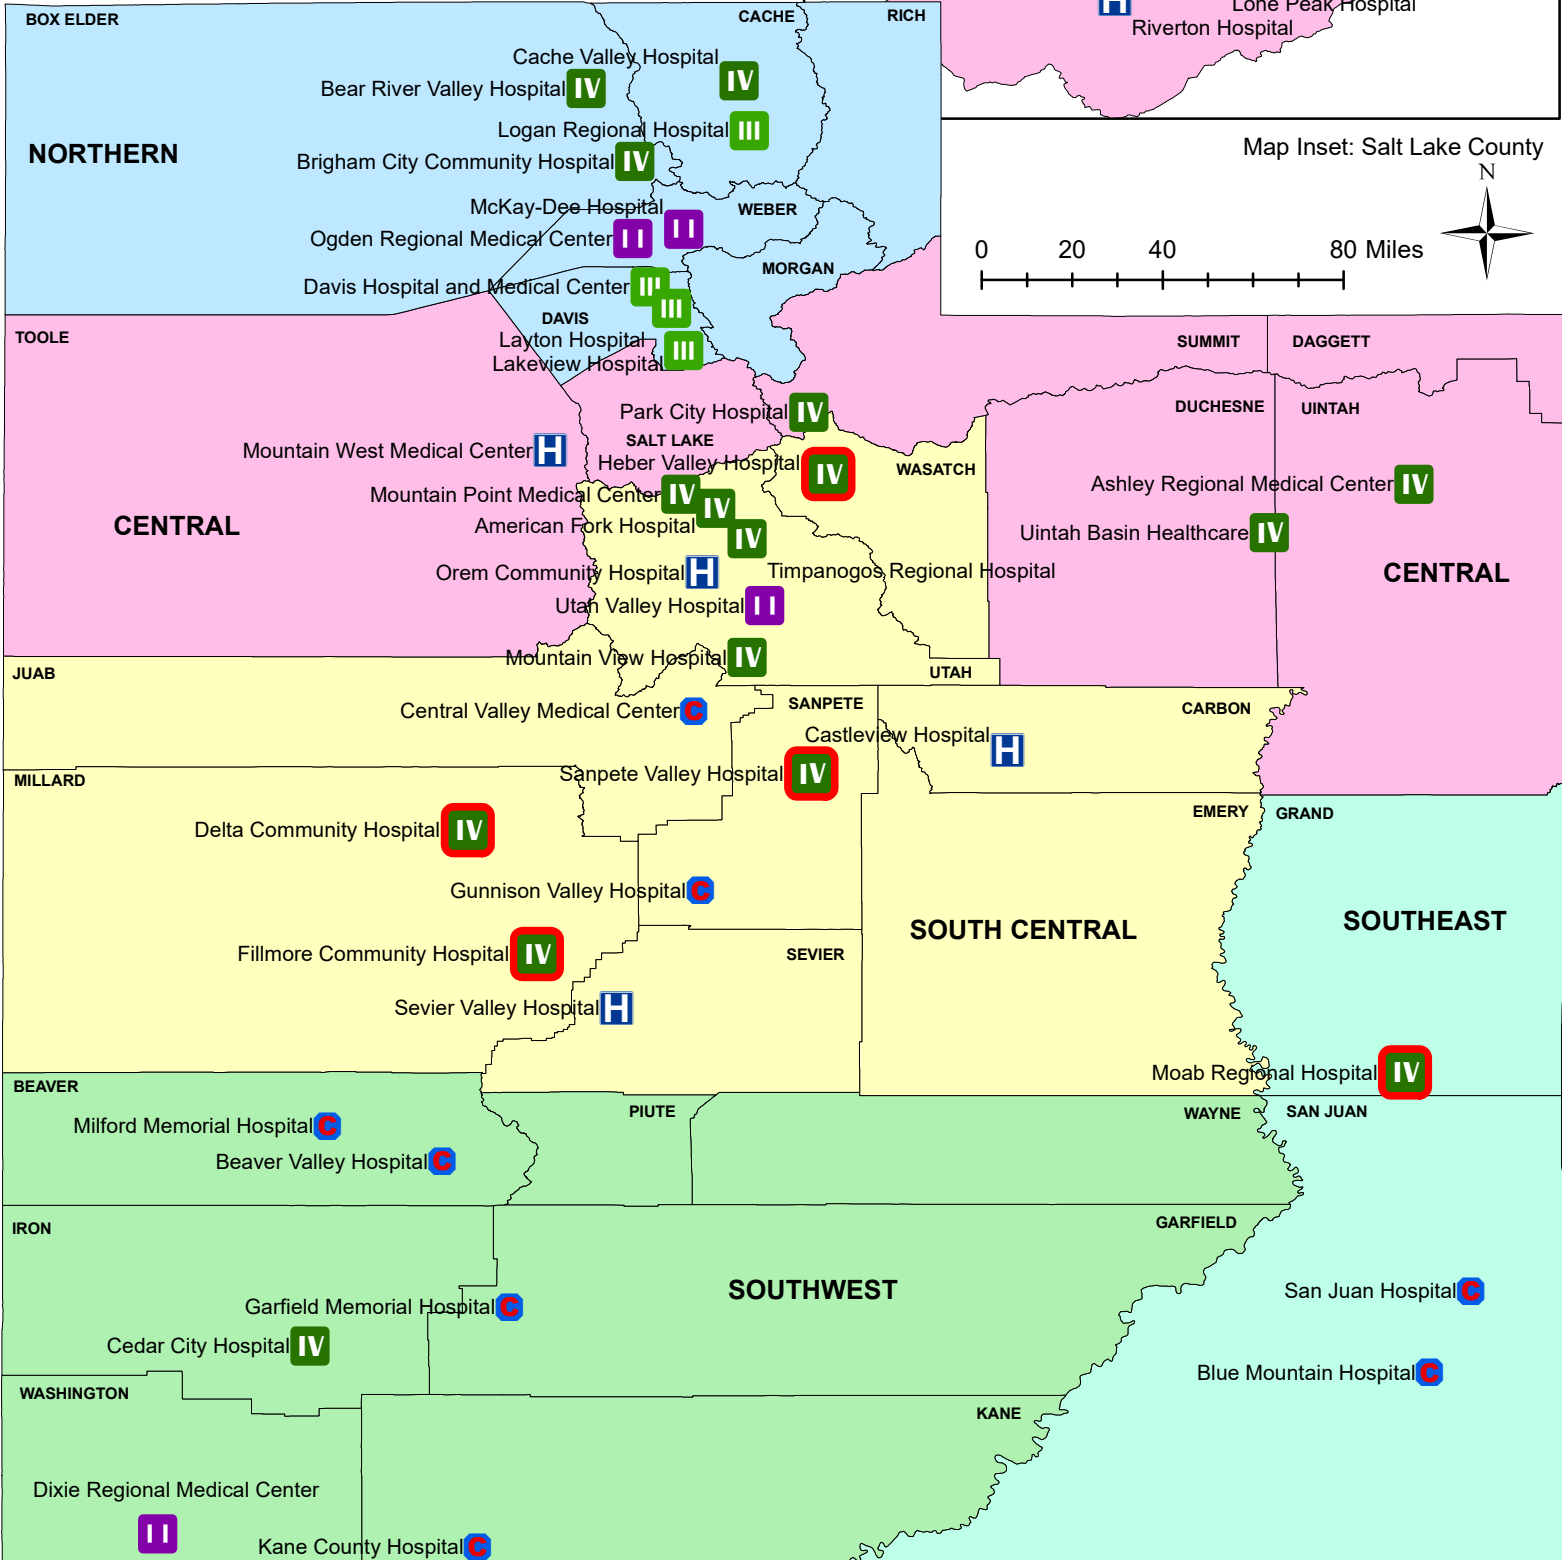 BOX ELDER
CACHE
RICH
Lone Peak Hospital
H
Riverton Hospital
Cache Valley Hospital
IV
Bear River Valley Hospital
IV
Logan Regional Hospital
III
NORTHERN
Brigham City Community Hospital
IV
Map Inset: Salt Lake County
N
McKay-Dee Hospital
II
WEBER
Ogden Regional Medical Center
II
0 20 40 80 Miles
MORGAN
Davis Hospital and Medical Center
III
III
DAVIS
Layton Hospital
III
Lakeview Hospital
TOOLE
SUMMIT
DAGGETT
Park City Hospital
IV
DUCHESNE
UINTAH
SALT LAKE
Mountain West Medical Center
H
Heber Valley Hospital
IV
WASATCH
Mountain Point Medical Center
IV
IV
Ashley Regional Medical Center
IV
CENTRAL
American Fork Hospital
IV
Uintah Basin Healthcare
IV
Orem Community Hospital
H
Timpanogos Regional Hospital
CENTRAL
Utah Valley Hospital
II
Mountain View Hospital
IV
JUAB
UTAH
Central Valley Medical Center
C
SANPETE
CARBON
Castleview Hospital
H
MILLARD
Sanpete Valley Hospital
IV
EMERY
GRAND
Delta Community Hospital
IV
Gunnison Valley Hospital
C
SOUTH CENTRAL
SOUTHEAST
Fillmore Community Hospital
IV
SEVIER
Sevier Valley Hospital
H
Moab Regional Hospital
IV
BEAVER
PIUTE
WAYNE
SAN JUAN
Milford Memorial Hospital
C
Beaver Valley Hospital
C
IRON
GARFIELD
SOUTHWEST
San Juan Hospital
C
Garfield Memorial Hospital
C
Cedar City Hospital
IV
Blue Mountain Hospital
C
WASHINGTON
KANE
Dixie Regional Medical Center
II
Kane County Hospital
C